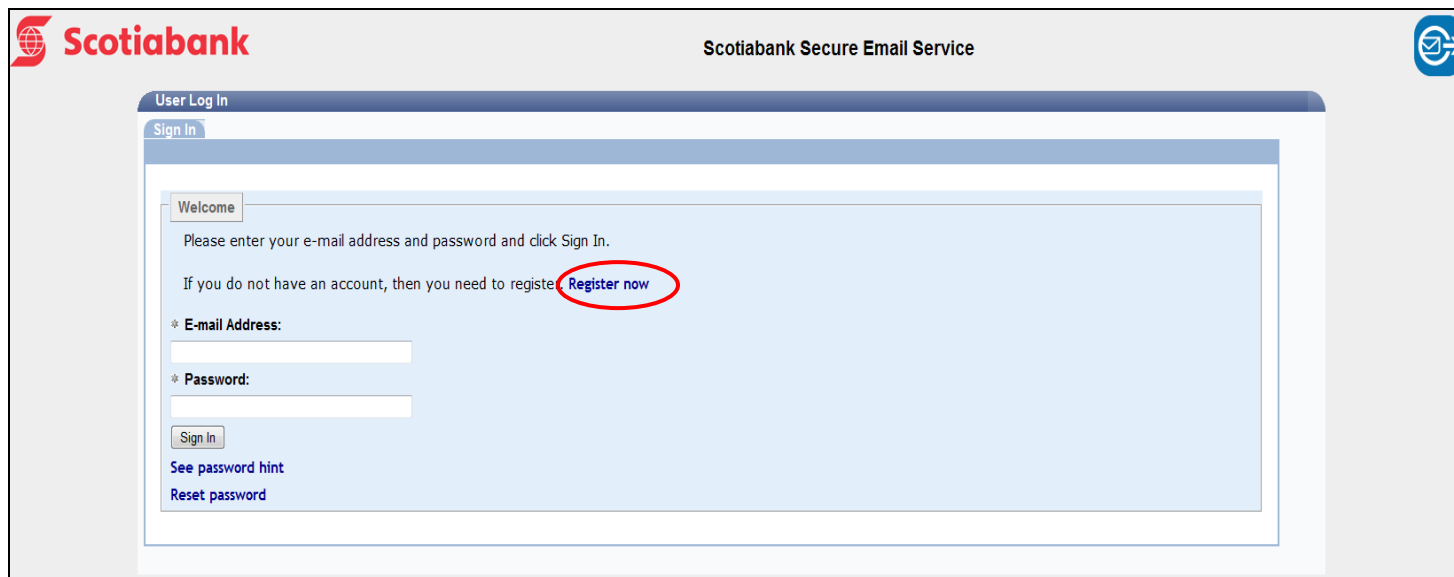 Scotiabank
Scotiabank Secure Email Service
User Log In
Sign In
Welcome
Please enter your e-mail address and password and click Sign In.
If you do not have an account, then you need to register. Register now
* E-mail Address:
* Password:
Sign In
See password hint
Reset password